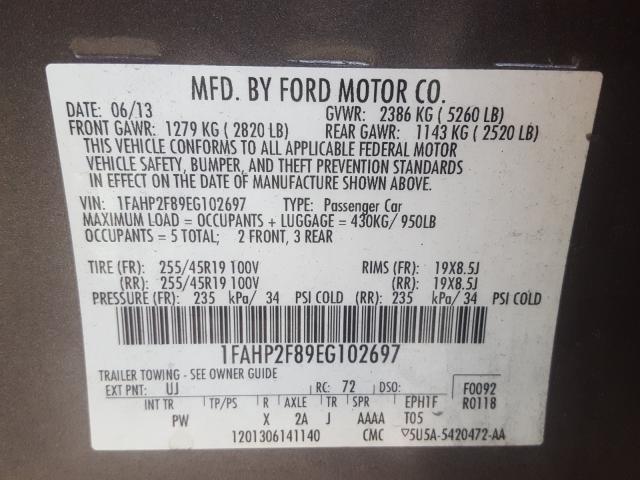 MFD. BY FORD MOTOR CO.
DATE: 06/13 GVWR: 2386 KG ( 5260 LB)
FRONT GAWR: 1279 KG ( 2820 LB) REAR GAWR: 1143 KG ( 2520 LB)
THIS VEHICLE CONFORMS TO ALL APPLICABLE FEDERAL MOTOR
VEHICLE SAFETY, BUMPER, AND THEFT PREVENTION STANDARDS
IN EFFECT ON THE DATE OF MANUFACTURE SHOWN ABOVE.
VIN: 1FAHP2F89EG102697 TYPE: Passenger Car
MAXIMUM LOAD = OCCUPANTS + LUGGAGE = 430KG/ 950LB
OCCUPANTS = 5 TOTAL; 2 FRONT, 3 REAR
TIRE (FR): 255/45R19 100V RIMS (FR): 19X8.5J
(RR): 255/45R19 100V (RR): 19X8.5J
PRESSURE (FR): 235 kPa/ 34 PSI COLD (RR): 235 kPa/ 34 PSI COLD
1FAHP2F89EG102697
TRAILER TOWING - SEE OWNER GUIDE
EXT PNT: UJ RC: 72 F0092
INT TR TP/PS R AXLE TR SPR EPH1F R0118
PW X 2A J AAAA T05
1201306141140 CMC ▽5U5A-5420472-AA